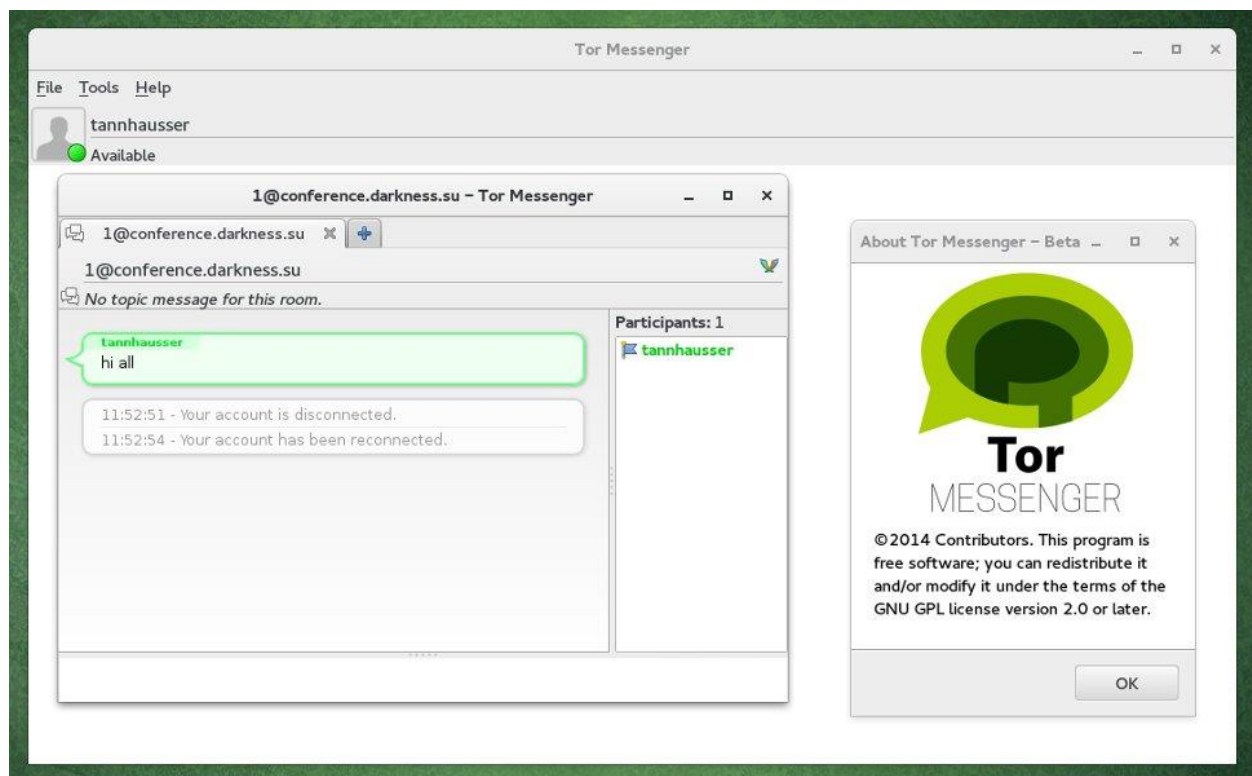 Tor Messenger
File Tools Help
tannhausser
Available
1@conference.darkness.su – Tor Messenger
1@conference.darkness.su
1@conference.darkness.su
No topic message for this room.
tannhausser
hi all
11:52:51 - Your account is disconnected.
11:52:54 - Your account has been reconnected.
Participants: 1
tannhausser
About Tor Messenger – Beta
Tor
MESSENGER
©2014 Contributors. This program is
free software; you can redistribute it
and/or modify it under the terms of the
GNU GPL license version 2.0 or later.
OK